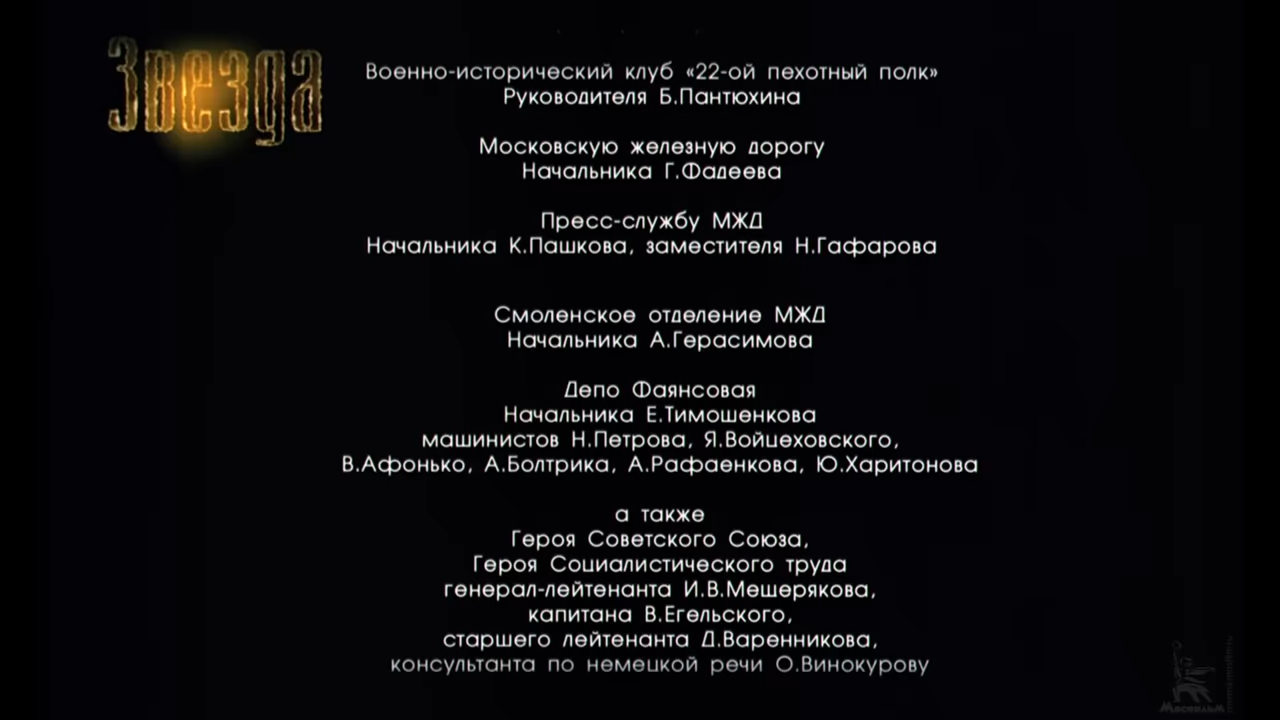 Звезда
Военно-исторический клуб «22-ой пехотный полк»
Руководителя Б.Пантюхина
Московскую железную дорогу
Начальника Г.Фадеева
Пресс-службу МЖД
Начальника К.Пашкова, заместителя Н.Гафарова
Смоленское отделение МЖД
Начальника А.Герасимова
Депо Фаянсовая
Начальника Е.Тимошенкова
машинистов Н.Петрова, Я.Войцеховского,
В.Афонько, А.Болтрика, А.Рафаенкова, Ю.Харитонова
а также
Героя Советского Союза,
Героя Социалистического труда
генерал-лейтенанта И.В.Мещерякова,
капитана В.Егельского,
старшего лейтенанта Д.Варенникова,
консультанта по немецкой речи О.Винокурову
Мосфильм